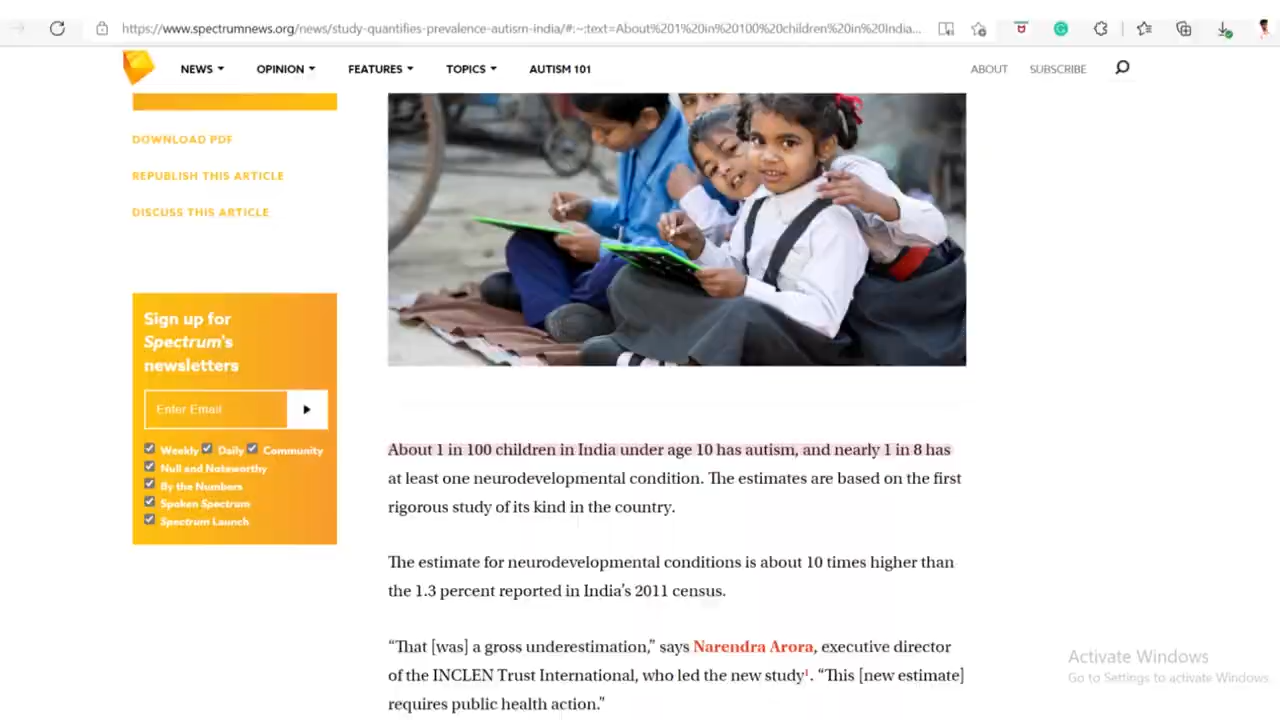 https://www.spectrumnews.org/news/study-quantifies-prevalence-autism-india/#:~:text=About%201%20in%20100%20children%20in%20India...
NEWS OPINION FEATURES TOPICS AUTISM 101 ABOUT SUBSCRIBE
DOWNLOAD PDF
REPUBLISH THIS ARTICLE
DISCUSS THIS ARTICLE
Sign up for
Spectrum's
newsletters
Enter Email
Weekly Daily Community
Null and Noteworthy
By the Numbers
Spoken Spectrum
Spectrum Launch
About 1 in 100 children in India under age 10 has autism, and nearly 1 in 8 has
at least one neurodevelopmental condition. The estimates are based on the first
rigorous study of its kind in the country.
The estimate for neurodevelopmental conditions is about 10 times higher than
the 1.3 percent reported in India’s 2011 census.
“That [was] a gross underestimation,” says Narendra Arora, executive director
of the INCLEN Trust International, who led the new study¹. “This [new estimate]
requires public health action.”
Activate Windows
Go to Settings to activate Windows.